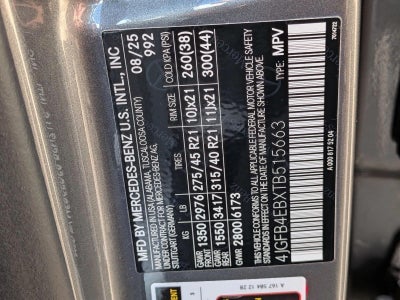 MFD BY MERCEDES-BENZ U.S. INTL., INC
MANUFACTURED IN USA (ALABAMA, TUSCALOOSA COUNTY)
08/25
992
FOR MERCEDES-BENZ AG,
STUTTGART GERMANY
KG LB TIRES RIM SIZE COLD KPA(PSI)
GAWR 1350 2976 275/45 R21 10Jx21 260(38)
GAWR 1550 3417 315/40 R21 11Jx21 300(44)
REAR
GVWR 2800 6173
THIS VEHICLE CONFORMS TO ALL APPLICABLE FEDERAL MOTOR VEHICLE SAFETY
STANDARDS IN EFFECT ON THE DATE OF MANUFACTURE SHOWN ABOVE.
4JGFB4EBXTB515663
TYPE: MPV
A 000 817 52 04
A 167 584 12 28